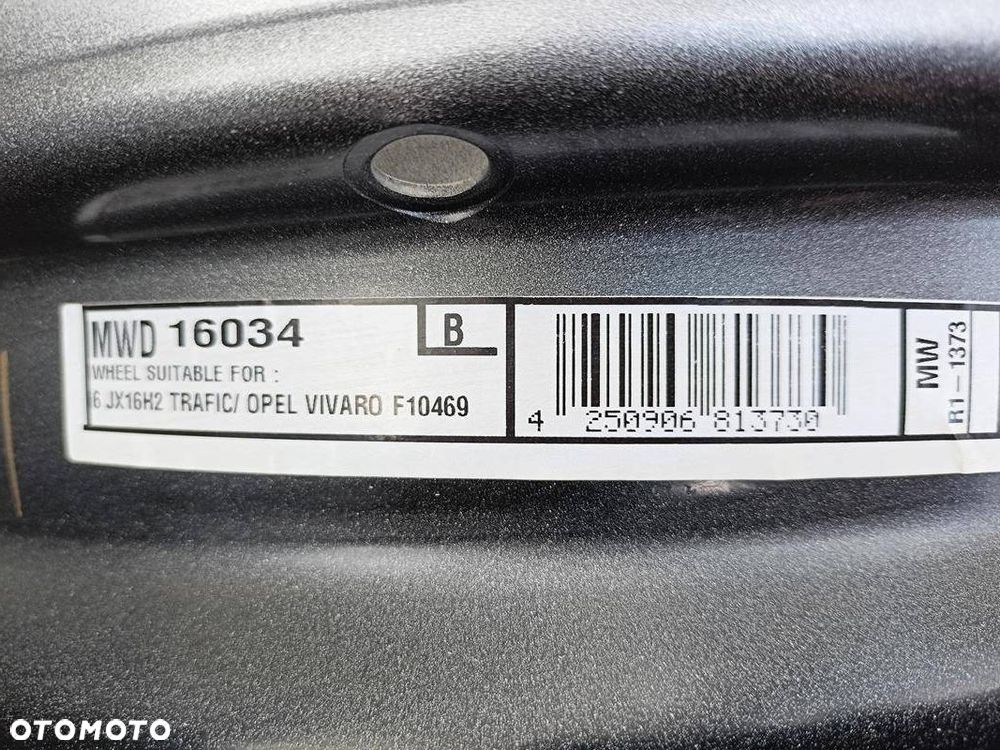 MWD 16034
B
WHEEL SUITABLE FOR :
6 JX16H2 TRAFIC/ OPEL VIVARO F10469
4 250906 813730
MW
R1-1373
OTOMOTO